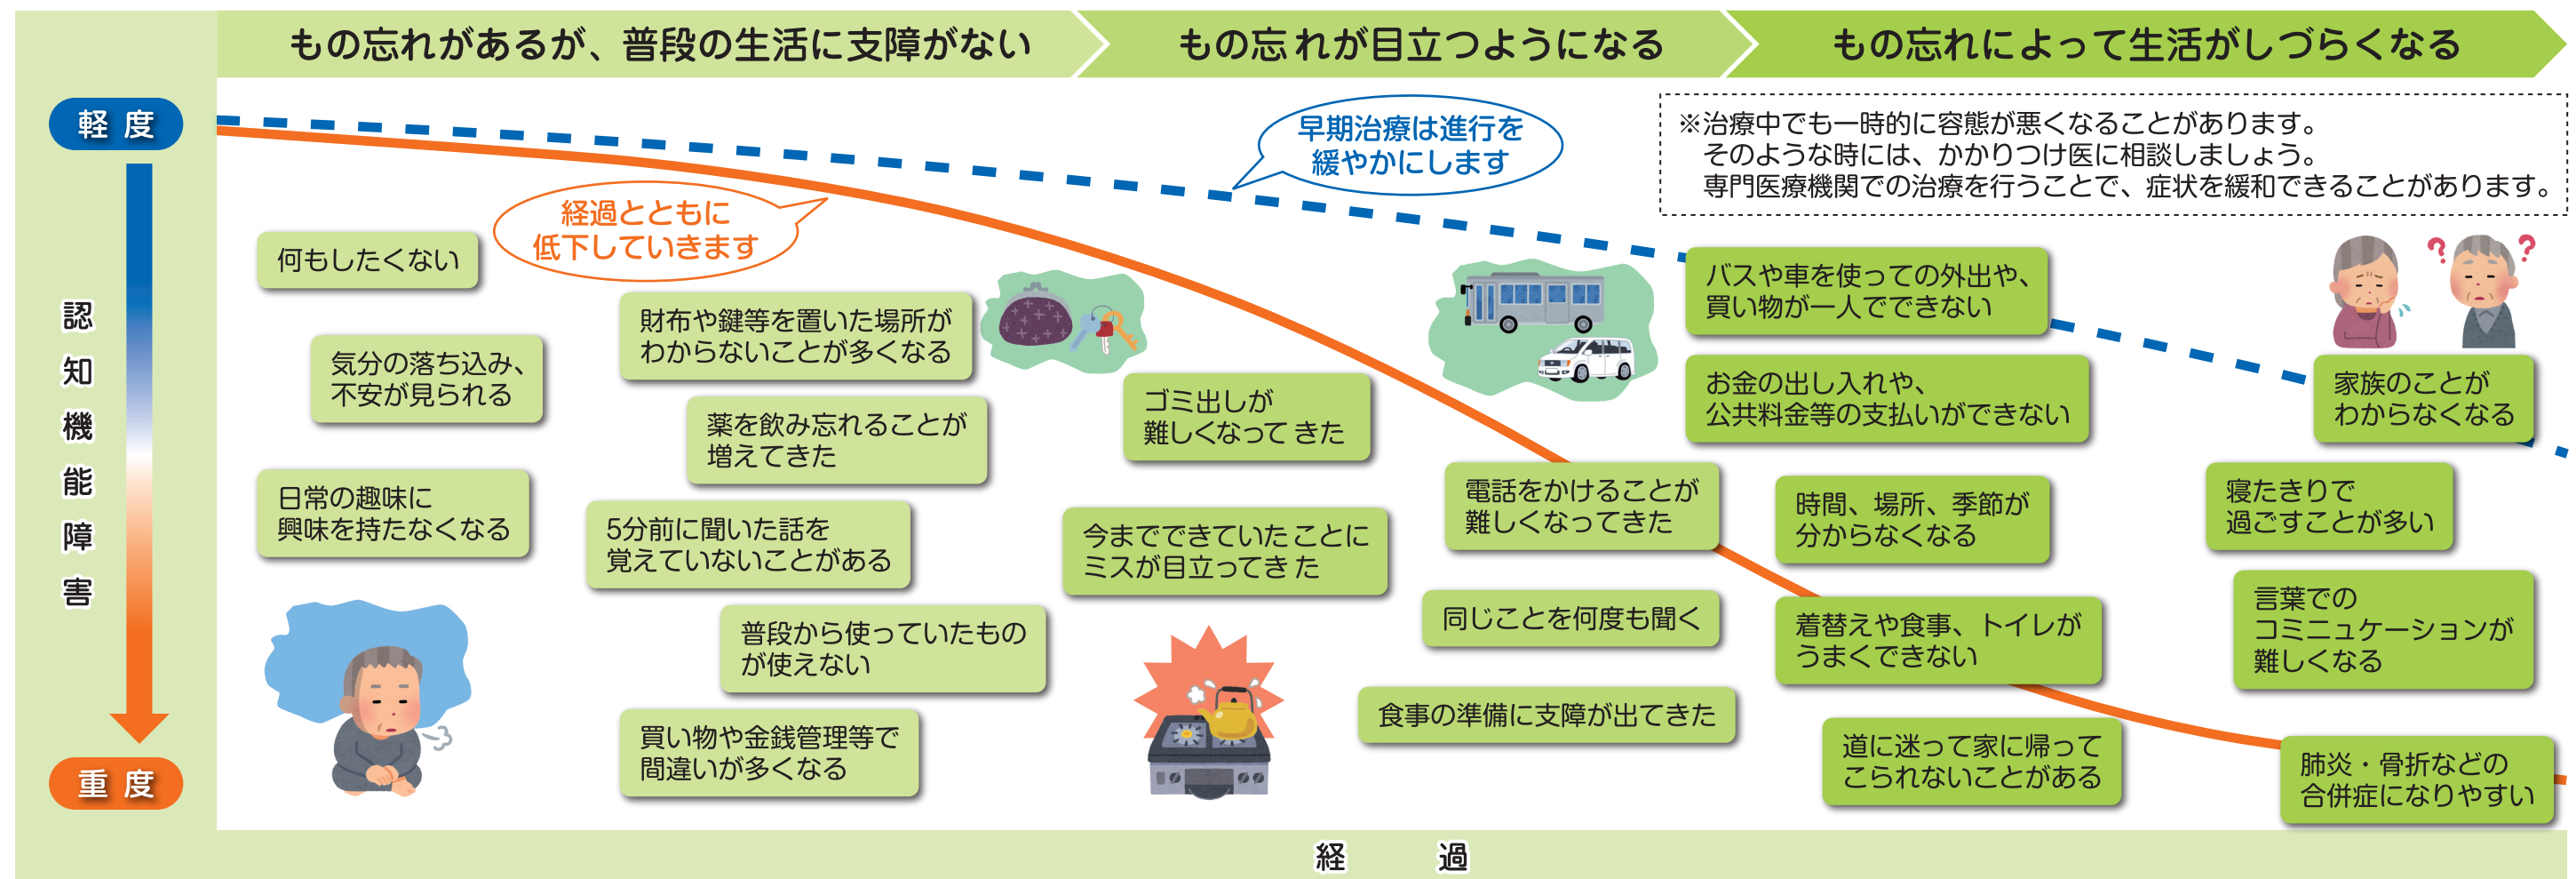 もの忘れがあるが、普段の生活に支障がない
もの忘れが目立つようになる
もの忘れによって生活がしづらくなる
軽度
認知機能障害
重度
早期治療は進行を
緩やかにします
※治療中でも一時的に容態が悪くなることがあります。
そのような時には、かかりつけ医に相談しましょう。
専門医療機関での治療を行うことで、症状を緩和できることがあります。
経過とともに
低下していきます
何もしたくない
気分の落ち込み、
不安が見られる
日常の趣味に
興味を持たなくなる
財布や鍵等を置いた場所が
わからないことが多くなる
薬を飲み忘れることが
増えてきた
5分前に聞いた話を
覚えていないことがある
普段から使っていたもの
が使えない
買い物や金銭管理等で
間違いが多くなる
ゴミ出しが
難しくなってきた
今までできていたことに
ミスが目立ってきた
電話をかけることが
難しくなってきた
同じことを何度も聞く
食事の準備に支障が出てきた
バスや車を使っての外出や、
買い物が一人でできない
お金の出し入れや、
公共料金等の支払いができない
時間、場所、季節が
分からなくなる
着替えや食事、トイレが
うまくできない
道に迷って家に帰って
こられないことがある
?
?
家族のことが
わからなくなる
寝たきりで
過ごすことが多い
言葉での
コミニュケーションが
難しくなる
肺炎・骨折などの
合併症になりやすい
経過